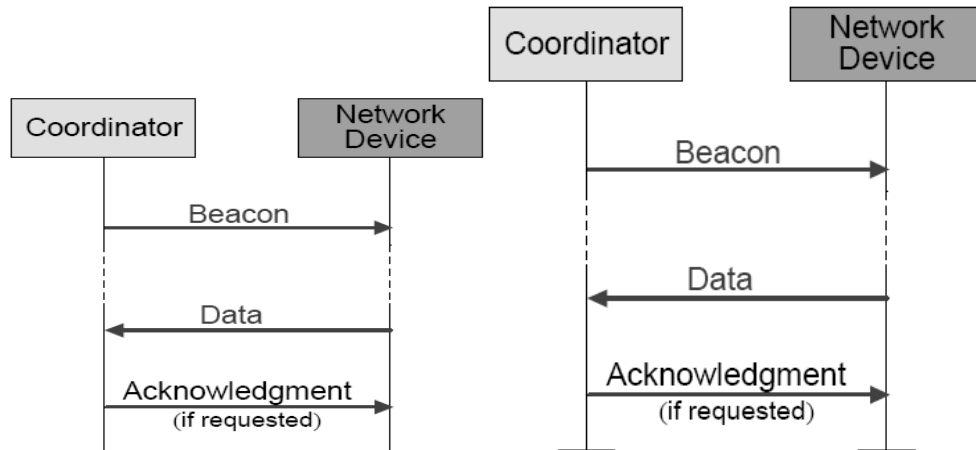 Coordinator
Network
Device
Beacon
Data
Acknowledgment
(if requested)
Coordinator
Network
Device
Beacon
Data
Acknowledgment
(if requested)